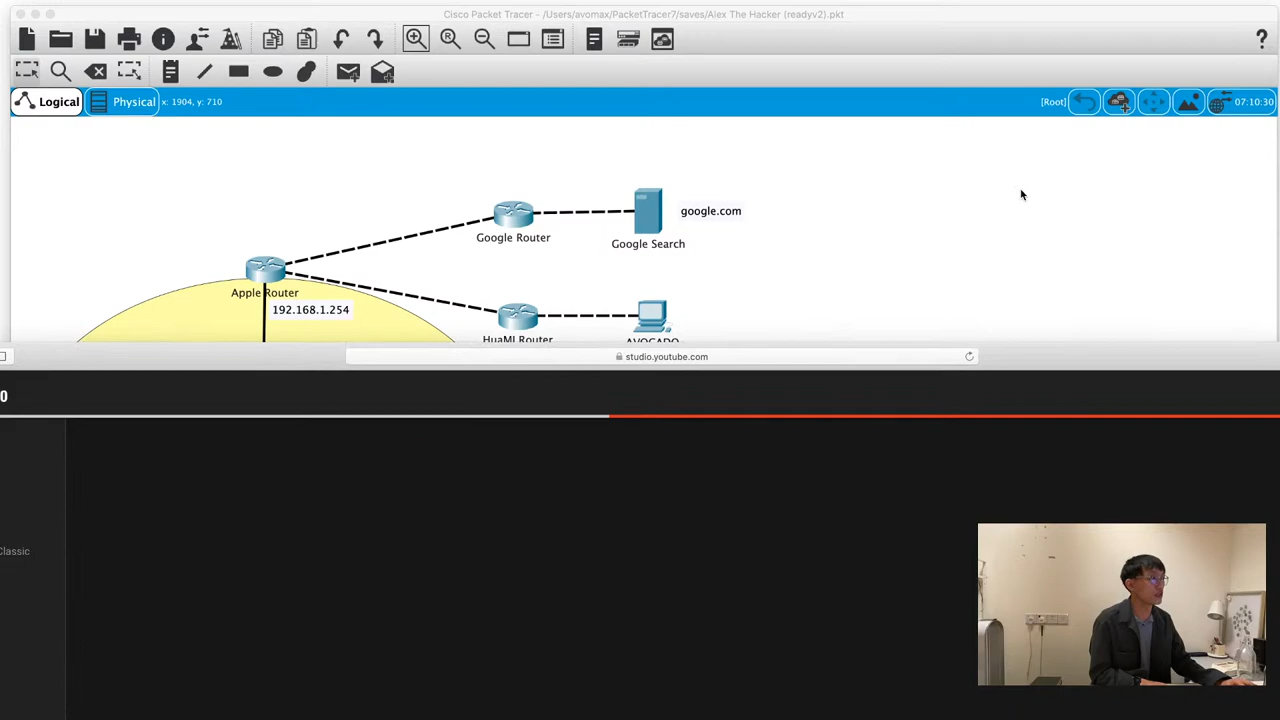 Cisco Packet Tracer - /Users/avomax/PacketTracer7/saves/Alex The Hacker (readyv2).pkt
Logical
Physical
x: 1904, y: 710
[Root]
07:10:30
google.com
Google Router
Google Search
Apple Router
192.168.1.254
HuaMI Router
AVOCADO
studio.youtube.com
0
Classic